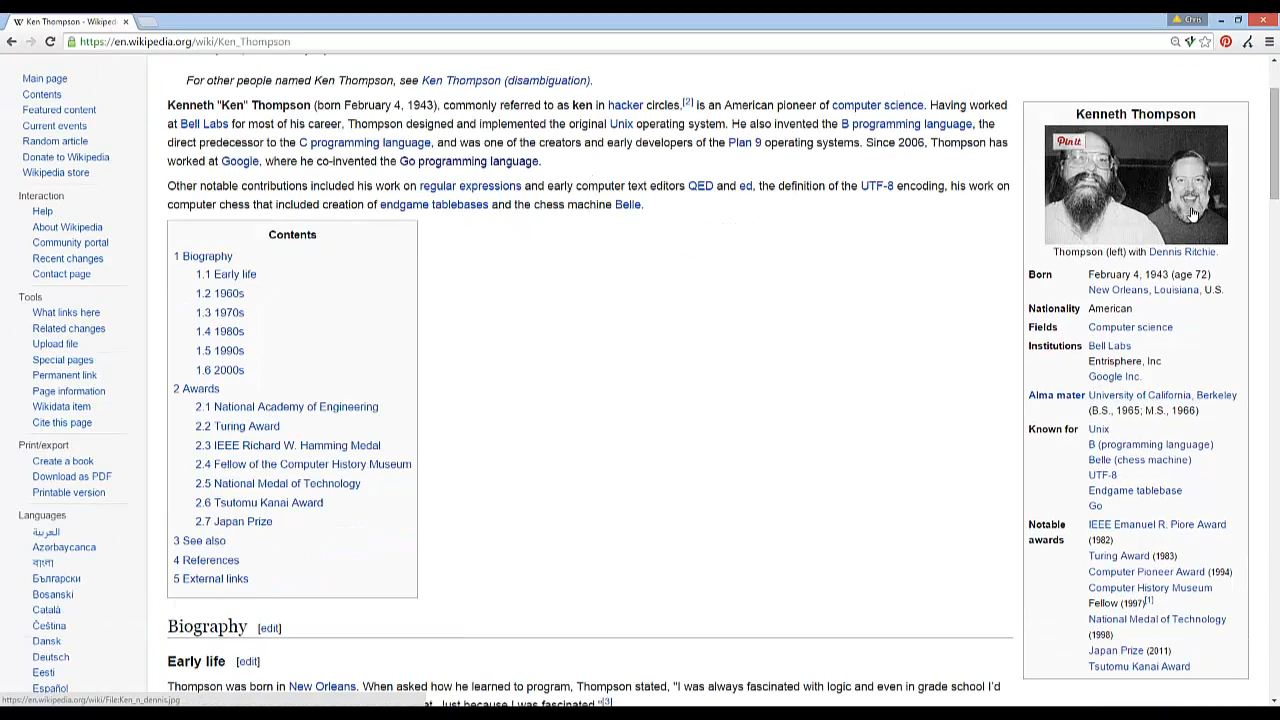 Ken Thompson - Wikiped
Chris
https://en.wikipedia.org/wiki/Ken_Thompson
Main page
Contents
Featured content
Current events
Random article
Donate to Wikipedia
Wikipedia store
Interaction
Help
About Wikipedia
Community portal
Recent changes
Contact page
Tools
What links here
Related changes
Upload file
Special pages
Permanent link
Page information
Wikidata item
Cite this page
Print/export
Create a book
Download as PDF
Printable version
Languages
العربية
Azərbaycanca
বাংলা
Български
Bosanski
Català
Čeština
Dansk
Deutsch
Eesti
Español
https://en.wikipedia.org/wiki/File:Ken_n_dennis.jpg
For other people named Ken Thompson, see Ken Thompson (disambiguation).
Kenneth "Ken" Thompson (born February 4, 1943), commonly referred to as ken in hacker circles,[2] is an American pioneer of computer science. Having worked
at Bell Labs for most of his career, Thompson designed and implemented the original Unix operating system. He also invented the B programming language, the
direct predecessor to the C programming language, and was one of the creators and early developers of the Plan 9 operating systems. Since 2006, Thompson has
worked at Google, where he co-invented the Go programming language.
Other notable contributions included his work on regular expressions and early computer text editors QED and ed, the definition of the UTF-8 encoding, his work on
computer chess that included creation of endgame tablebases and the chess machine Belle.
Contents
1 Biography
1.1 Early life
1.2 1960s
1.3 1970s
1.4 1980s
1.5 1990s
1.6 2000s
2 Awards
2.1 National Academy of Engineering
2.2 Turing Award
2.3 IEEE Richard W. Hamming Medal
2.4 Fellow of the Computer History Museum
2.5 National Medal of Technology
2.6 Tsutomu Kanai Award
2.7 Japan Prize
3 See also
4 References
5 External links
Biography [edit]
Early life [edit]
Thompson was born in New Orleans. When asked how he learned to program, Thompson stated, "I was always fascinated with logic and even in grade school I'd
at. Just because I was fascinated."[3]
Kenneth Thompson
Pin it
Thompson (left) with Dennis Ritchie.
Born February 4, 1943 (age 72)
New Orleans, Louisiana, U.S.
Nationality American
Fields Computer science
Institutions Bell Labs
Entrisphere, Inc
Google Inc.
Alma mater University of California, Berkeley
(B.S., 1965; M.S., 1966)
Known for Unix
B (programming language)
Belle (chess machine)
UTF-8
Endgame tablebase
Go
Notable awards IEEE Emanuel R. Piore Award
(1982)
Turing Award (1983)
Computer Pioneer Award (1994)
Computer History Museum
Fellow (1997)[1]
National Medal of Technology
(1998)
Japan Prize (2011)
Tsutomu Kanai Award